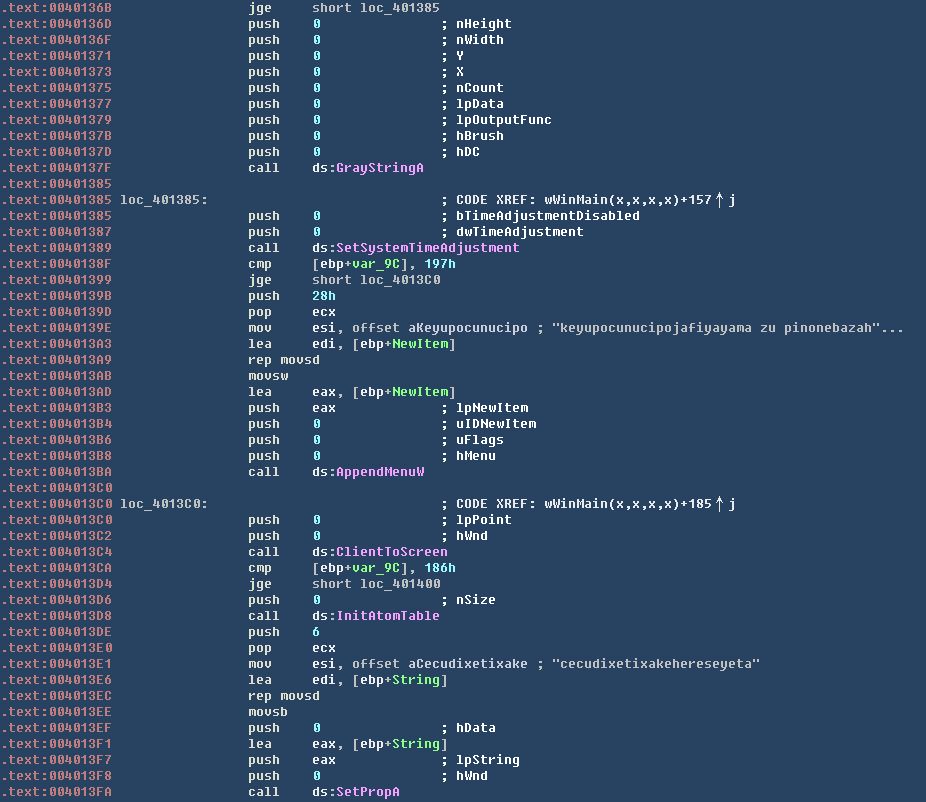 .text:0040136B jge short loc_401385
.text:0040136D push 0 ; nHeight
.text:0040136F push 0 ; nWidth
.text:00401371 push 0 ; Y
.text:00401373 push 0 ; X
.text:00401375 push 0 ; nCount
.text:00401377 push 0 ; lpData
.text:00401379 push 0 ; lpOutputFunc
.text:0040137B push 0 ; hBrush
.text:0040137D push 0 ; hDC
.text:0040137F call ds:GrayStringA
.text:00401385
.text:00401385 loc_401385: ; CODE XREF: wWinMain(x,x,x,x)+157↑j
.text:00401385 push 0 ; bTimeAdjustmentDisabled
.text:00401387 push 0 ; dwTimeAdjustment
.text:00401389 call ds:SetSystemTimeAdjustment
.text:0040138F cmp [ebp+var_9C], 197h
.text:00401399 jge short loc_4013C0
.text:0040139B push 28h
.text:0040139D pop ecx
.text:0040139E mov esi, offset aKeyupocunucipo ; "keyupocunucipojafiyayama zu pinonebazah"...
.text:004013A3 lea edi, [ebp+NewItem]
.text:004013A9 rep movsd
.text:004013AB movsw
.text:004013AD lea eax, [ebp+NewItem]
.text:004013B3 push eax ; lpNewItem
.text:004013B4 push 0 ; uIDNewItem
.text:004013B6 push 0 ; uFlags
.text:004013B8 push 0 ; hMenu
.text:004013BA call ds:AppendMenuW
.text:004013C0
.text:004013C0 loc_4013C0: ; CODE XREF: wWinMain(x,x,x,x)+185↑j
.text:004013C0 push 0 ; lpPoint
.text:004013C2 push 0 ; hWnd
.text:004013C4 call ds:ClientToScreen
.text:004013CA cmp [ebp+var_9C], 186h
.text:004013D4 jge short loc_401400
.text:004013D6 push 0 ; nSize
.text:004013D8 call ds:InitAtomTable
.text:004013DE push 6
.text:004013E0 pop ecx
.text:004013E1 mov esi, offset aCecudixetixake ; "cecudixetixakehereseyeta"
.text:004013E6 lea edi, [ebp+String]
.text:004013EC rep movsd
.text:004013EE movsb
.text:004013EF push 0 ; hData
.text:004013F1 lea eax, [ebp+String]
.text:004013F7 push eax ; lpString
.text:004013F8 push 0 ; hWnd
.text:004013FA call ds:SetPropA